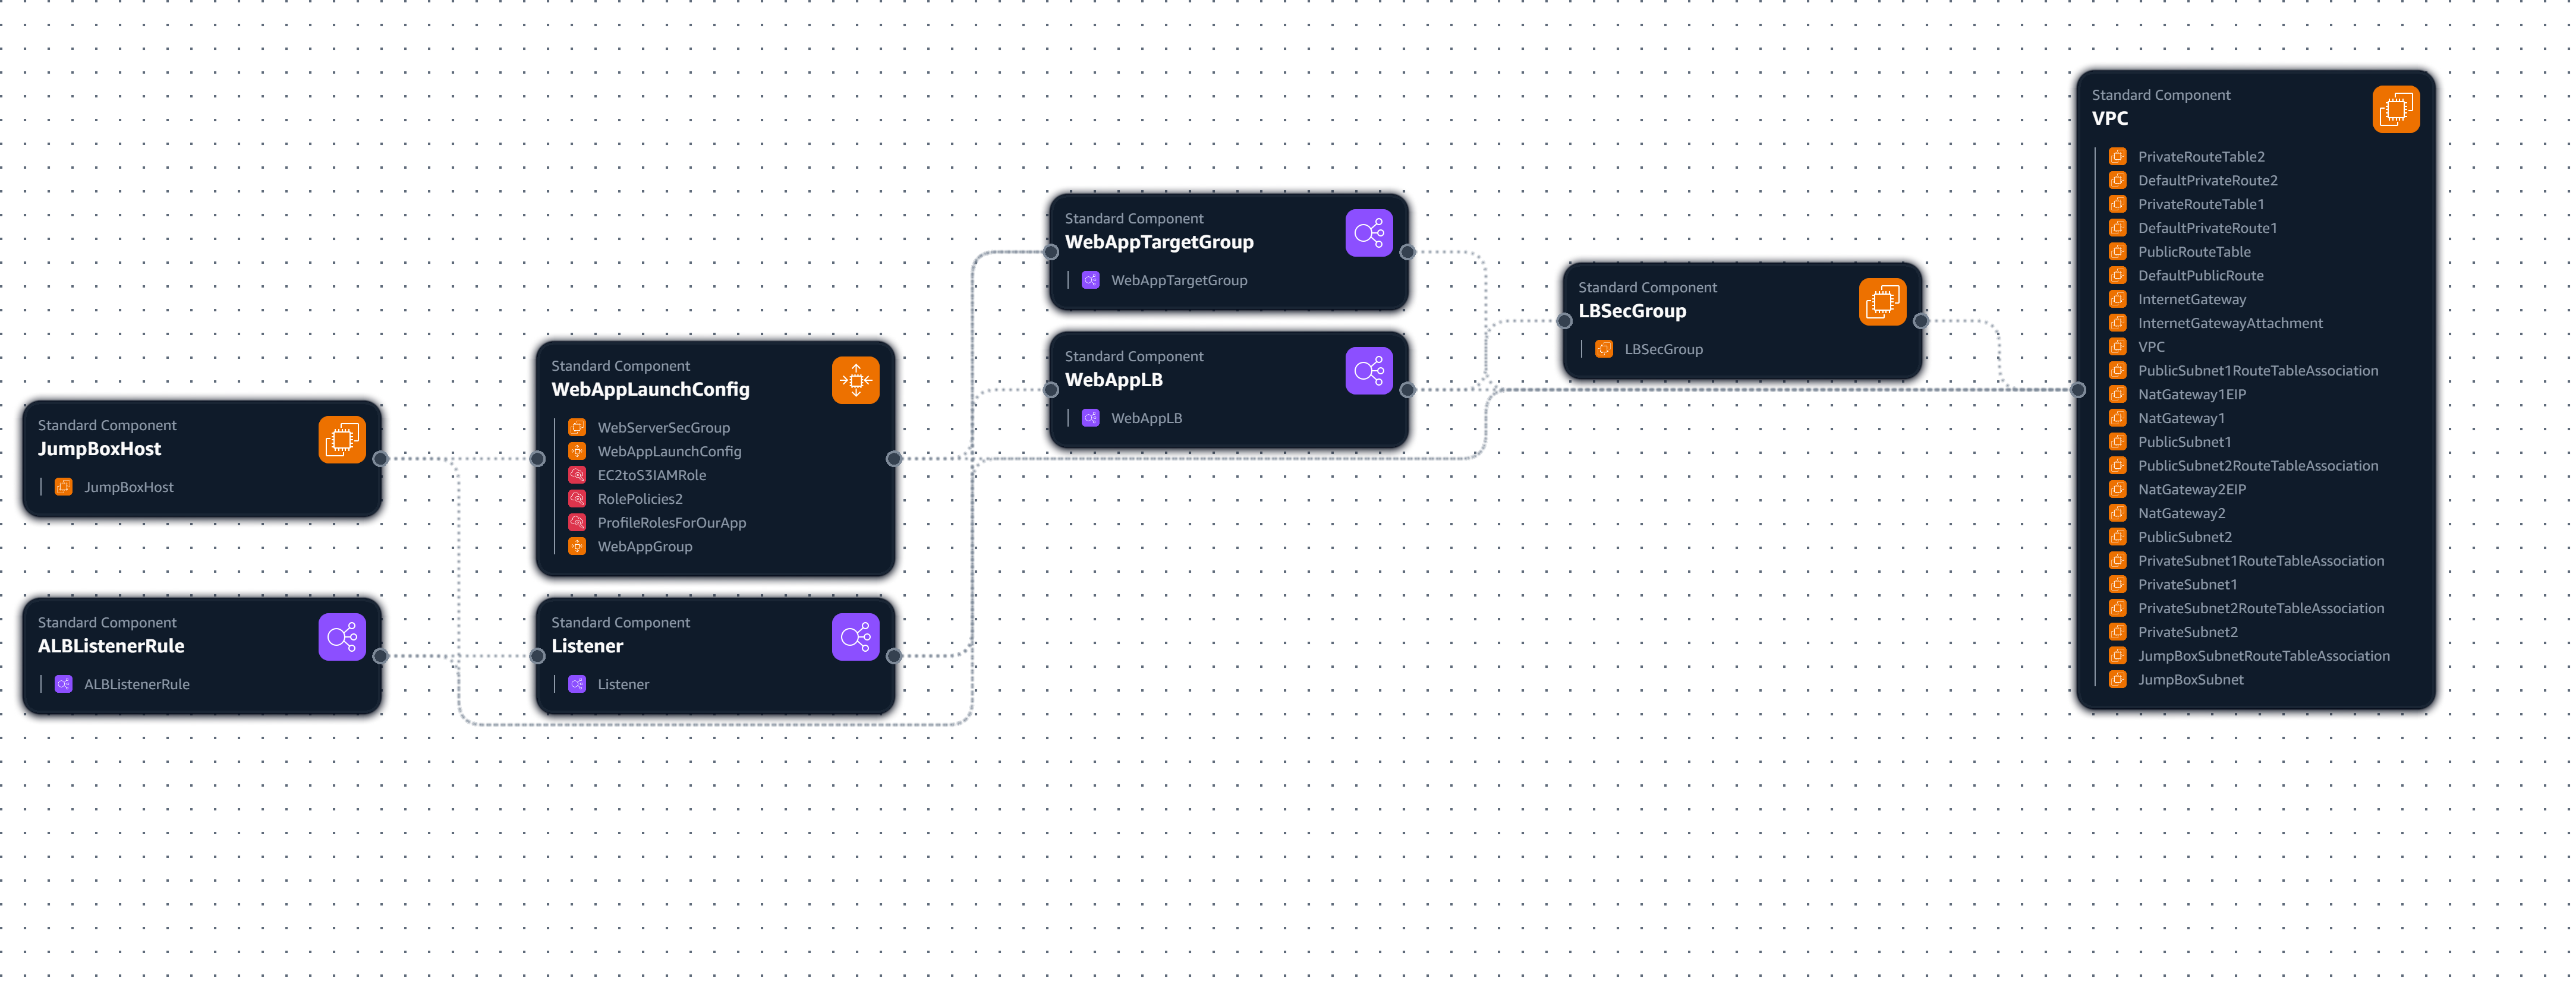 Standard Component
JumpBoxHost
JumpBoxHost
Standard Component
ALBListenerRule
ALBListenerRule
Standard Component
WebAppLaunchConfig
WebServerSecGroup
WebAppLaunchConfig
EC2toS3IAMRole
RolePolicies2
ProfileRolesForOurApp
WebAppGroup
Standard Component
Listener
Listener
Standard Component
WebAppTargetGroup
WebAppTargetGroup
Standard Component
WebAppLB
WebAppLB
Standard Component
LBSecGroup
LBSecGroup
Standard Component
VPC
PrivateRouteTable2
DefaultPrivateRoute2
PrivateRouteTable1
DefaultPrivateRoute1
PublicRouteTable
DefaultPublicRoute
InternetGateway
InternetGatewayAttachment
VPC
PublicSubnet1RouteTableAssociation
NatGateway1EIP
NatGateway1
PublicSubnet1
PublicSubnet2RouteTableAssociation
NatGateway2EIP
NatGateway2
PublicSubnet2
PrivateSubnet1RouteTableAssociation
PrivateSubnet1
PrivateSubnet2RouteTableAssociation
PrivateSubnet2
JumpBoxSubnetRouteTableAssociation
JumpBoxSubnet